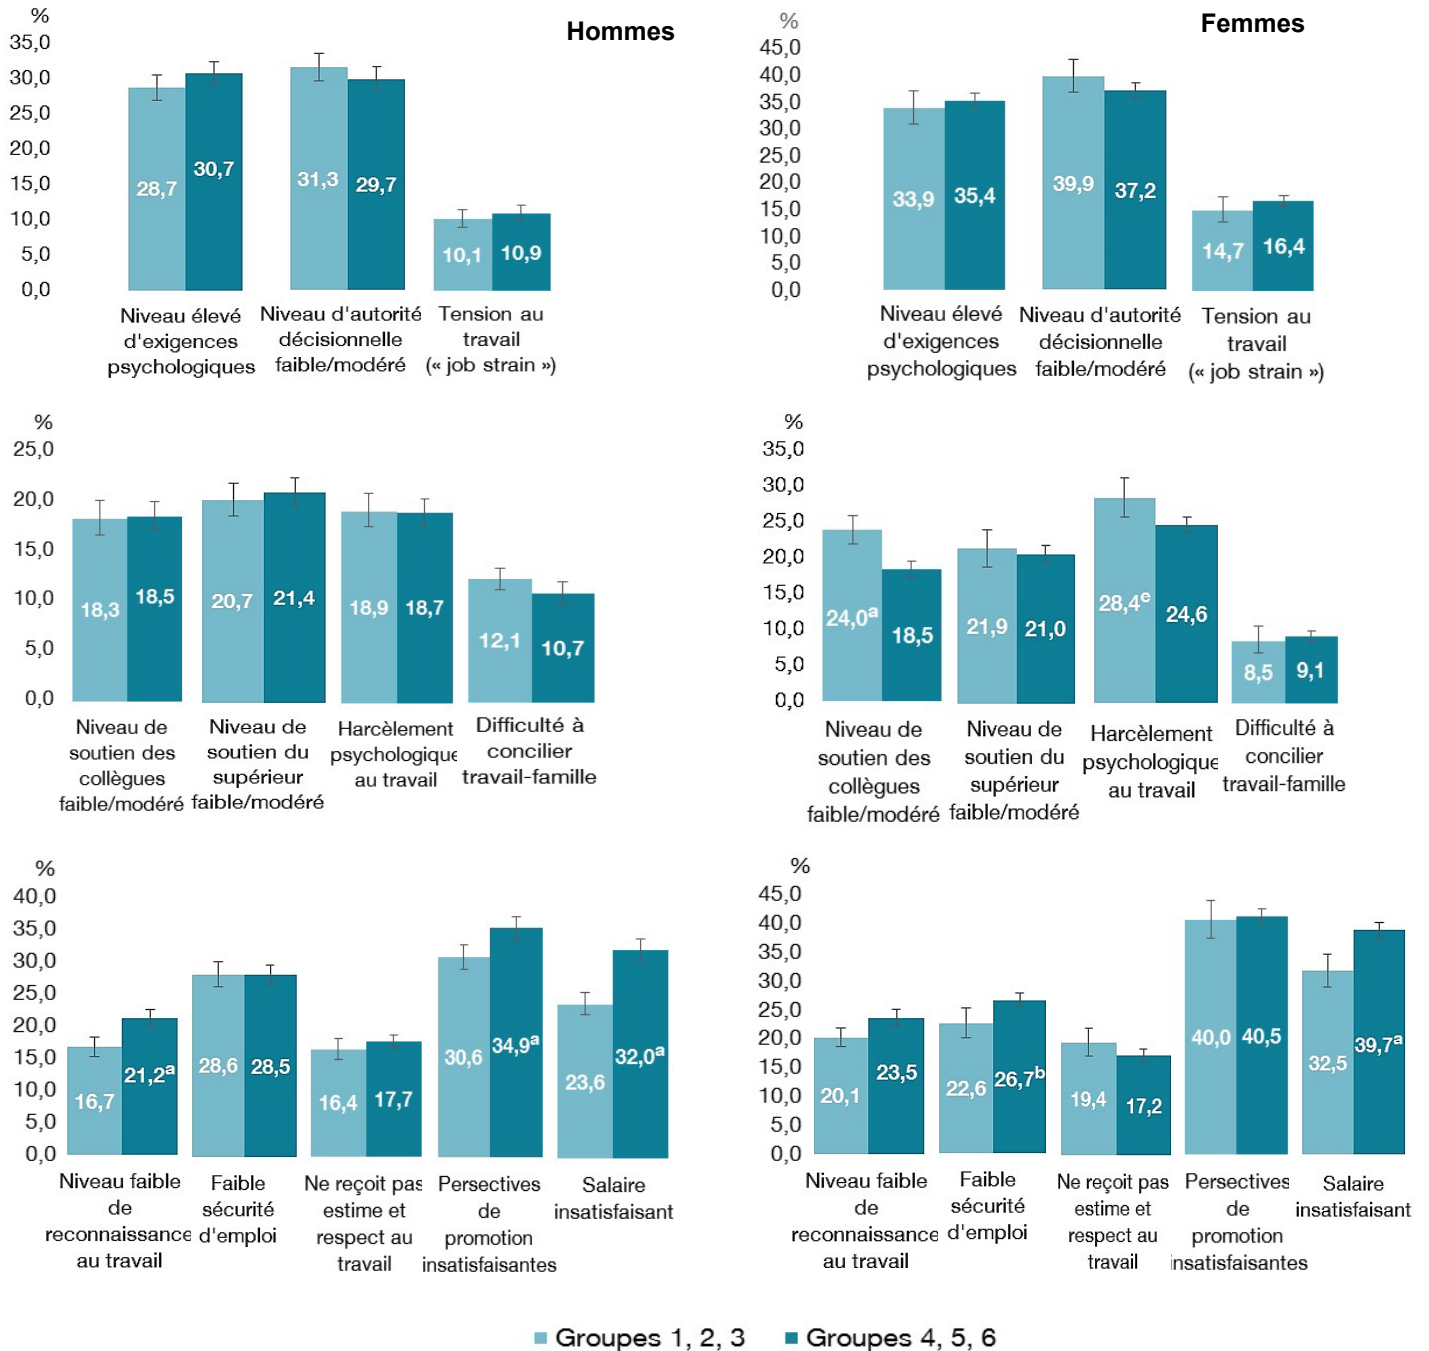 Hommes
%
35,0
30,0
25,0
20,0
15,0
10,0
5,0
0,0
28,7
30,7
31,3
29,7
10,1
10,9
Niveau élevé
d'exigences
psychologiques
Niveau d'autorité
décisionnelle
faible/modéré
Tension au
travail
(« job strain »)
Femmes
%
45,0
40,0
35,0
30,0
25,0
20,0
15,0
10,0
5,0
0,0
33,9
35,4
39,9
37,2
14,7
16,4
Niveau élevé
d'exigences
psychologiques
Niveau d'autorité
décisionnelle
faible/modéré
Tension au
travail
(« job strain »)
%
25,0
20,0
15,0
10,0
5,0
0,0
18,3
18,5
20,7
21,4
18,9
18,7
12,1
10,7
Niveau de
soutien des
collègues
faible/modéré
Niveau de
soutien du
supérieur
faible/modéré
Harcèlement
psychologique
au travail
Difficulté à
concilier
travail-famille
%
35,0
30,0
25,0
20,0
15,0
10,0
5,0
0,0
24,0a
18,5
21,9
21,0
28,4e
24,6
8,5
9,1
Niveau de
soutien des
collègues
faible/modéré
Niveau de
soutien du
supérieur
faible/modéré
Harcèlement
psychologique
au travail
Difficulté à
concilier
travail-famille
%
40,0
35,0
30,0
25,0
20,0
15,0
10,0
5,0
0,0
16,7
21,2a
28,6
28,5
16,4
17,7
30,6
34,9a
23,6
32,0a
Niveau faible
de
reconnaissance
au travail
Faible
sécurité
d'emploi
Ne reçoit pas
estime et
respect au
travail
Persectives
de
promotion
insatisfaisantes
Salaire
insatisfaisant
%
45,0
40,0
35,0
30,0
25,0
20,0
15,0
10,0
5,0
0,0
20,1
23,5
22,6
26,7b
19,4
17,2
40,0
40,5
32,5
39,7a
Niveau faible
de
reconnaissance
au travail
Faible
sécurité
d'emploi
Ne reçoit pas
estime et
respect au
travail
Persectives
de
promotion
insatisfaisantes
Salaire
insatisfaisant
Groupes 1, 2, 3
Groupes 4, 5, 6